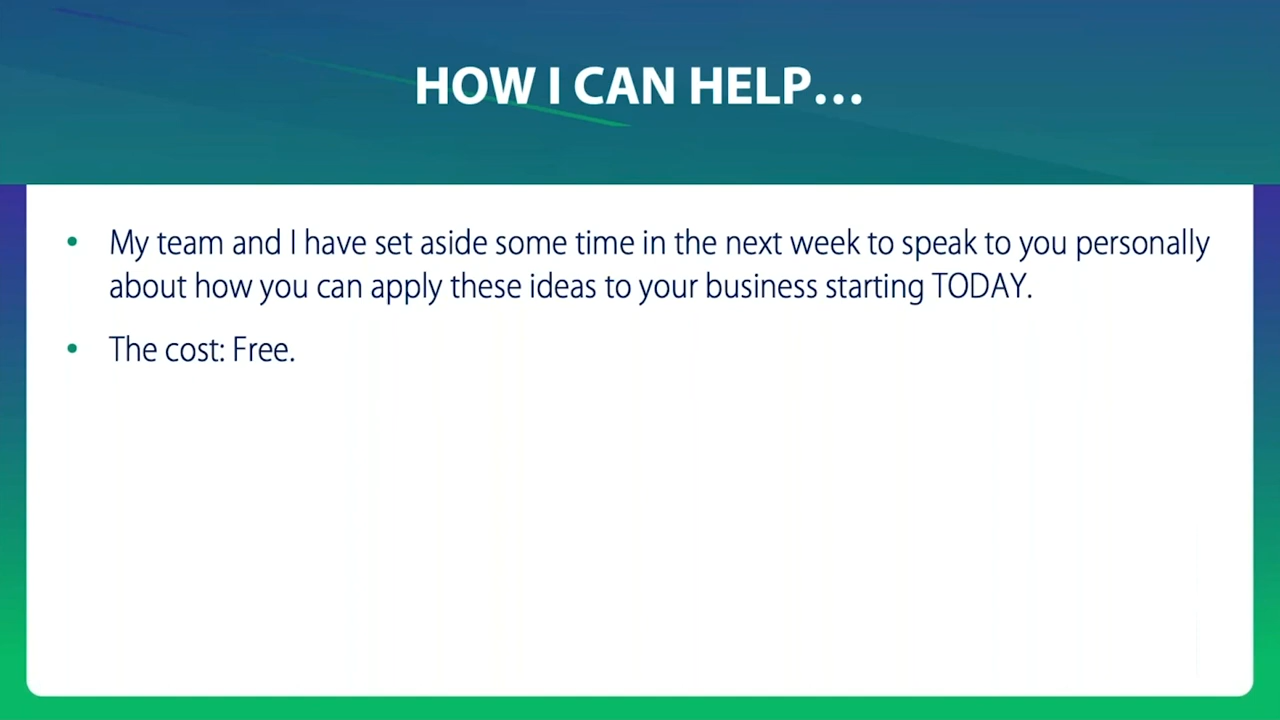 HOW I CAN HELP...
• My team and I have set aside some time in the next week to speak to you personally
about how you can apply these ideas to your business starting TODAY.
• The cost: Free.